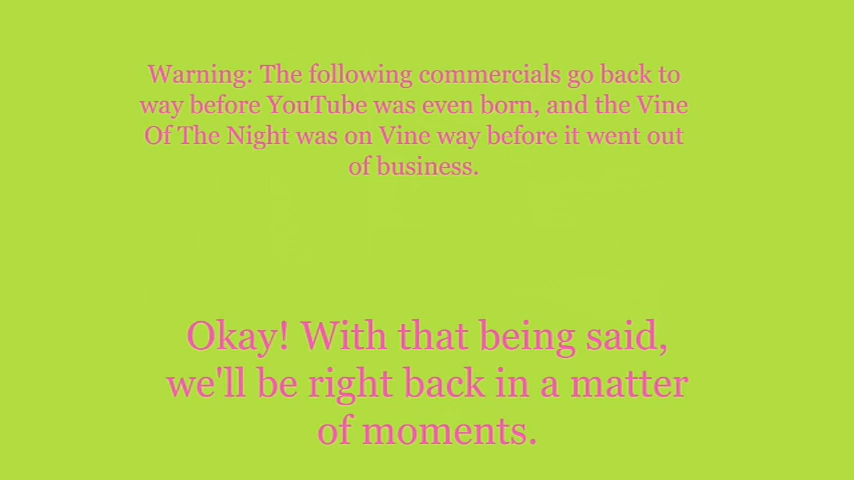 Warning: The following commercials go back to
way before YouTube was even born, and the Vine
Of The Night was on Vine way before it went out
of business.
Okay! With that being said,
we'll be right back in a matter
of moments.